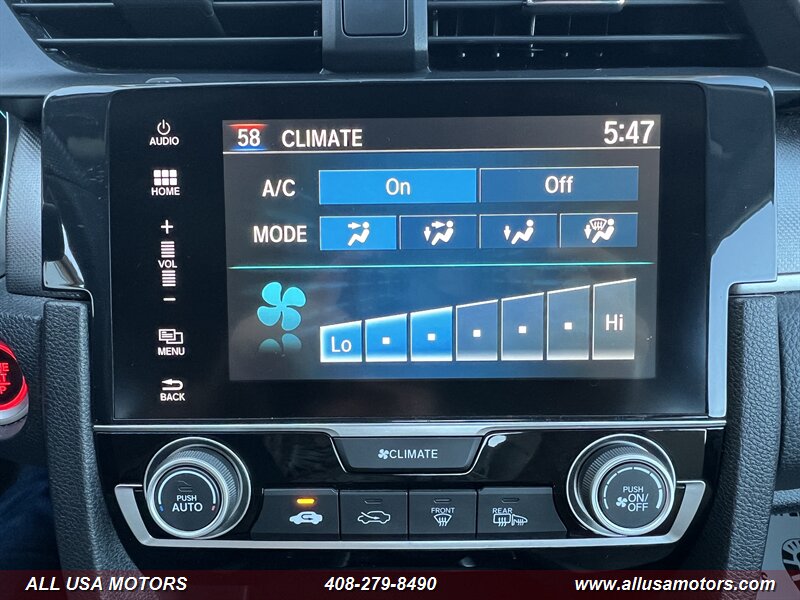 AUDIO
HOME
+
VOL
−
MENU
BACK
58 CLIMATE 5:47
A/C On Off
MODE
Lo Hi
CLIMATE
PUSH
AUTO
FRONT
REAR
PUSH
ON/
OFF
ALL USA MOTORS 408-279-8490 www.allusamotors.com